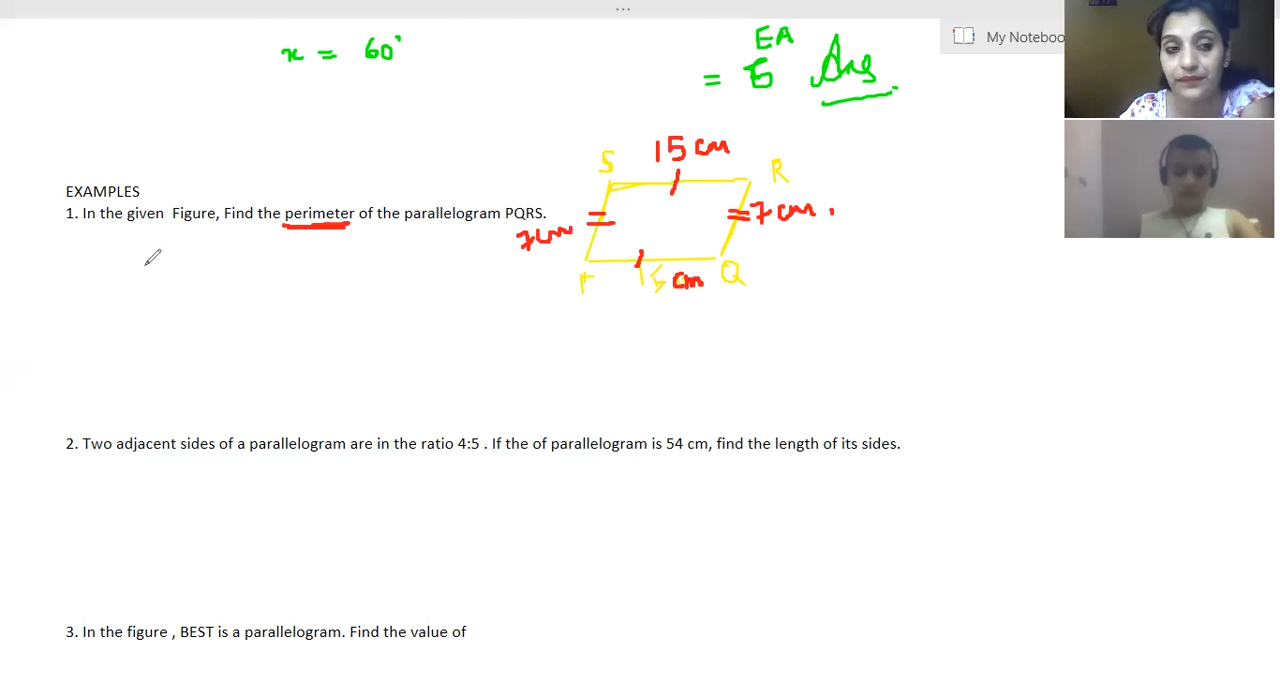 ...
x = 60°
EA
= 5 Ans.
My Noteboo
S 15 cm R
EXAMPLES
1. In the given Figure, Find the perimeter of the parallelogram PQRS.
7cm
7 cm.
P 15 cm Q
2. Two adjacent sides of a parallelogram are in the ratio 4:5 . If the of parallelogram is 54 cm, find the length of its sides.
3. In the figure , BEST is a parallelogram. Find the value of